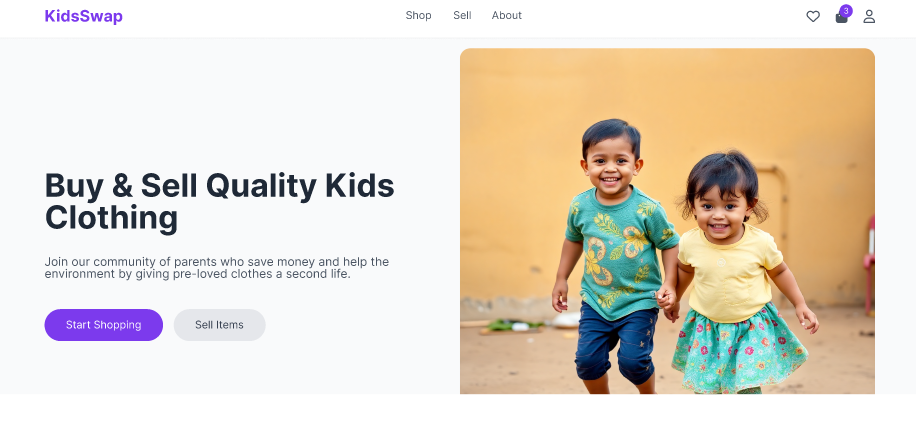 KidsSwap
Shop Sell About
3
Buy & Sell Quality Kids
Clothing
Join our community of parents who save money and help the
environment by giving pre-loved clothes a second life.
Start Shopping Sell Items